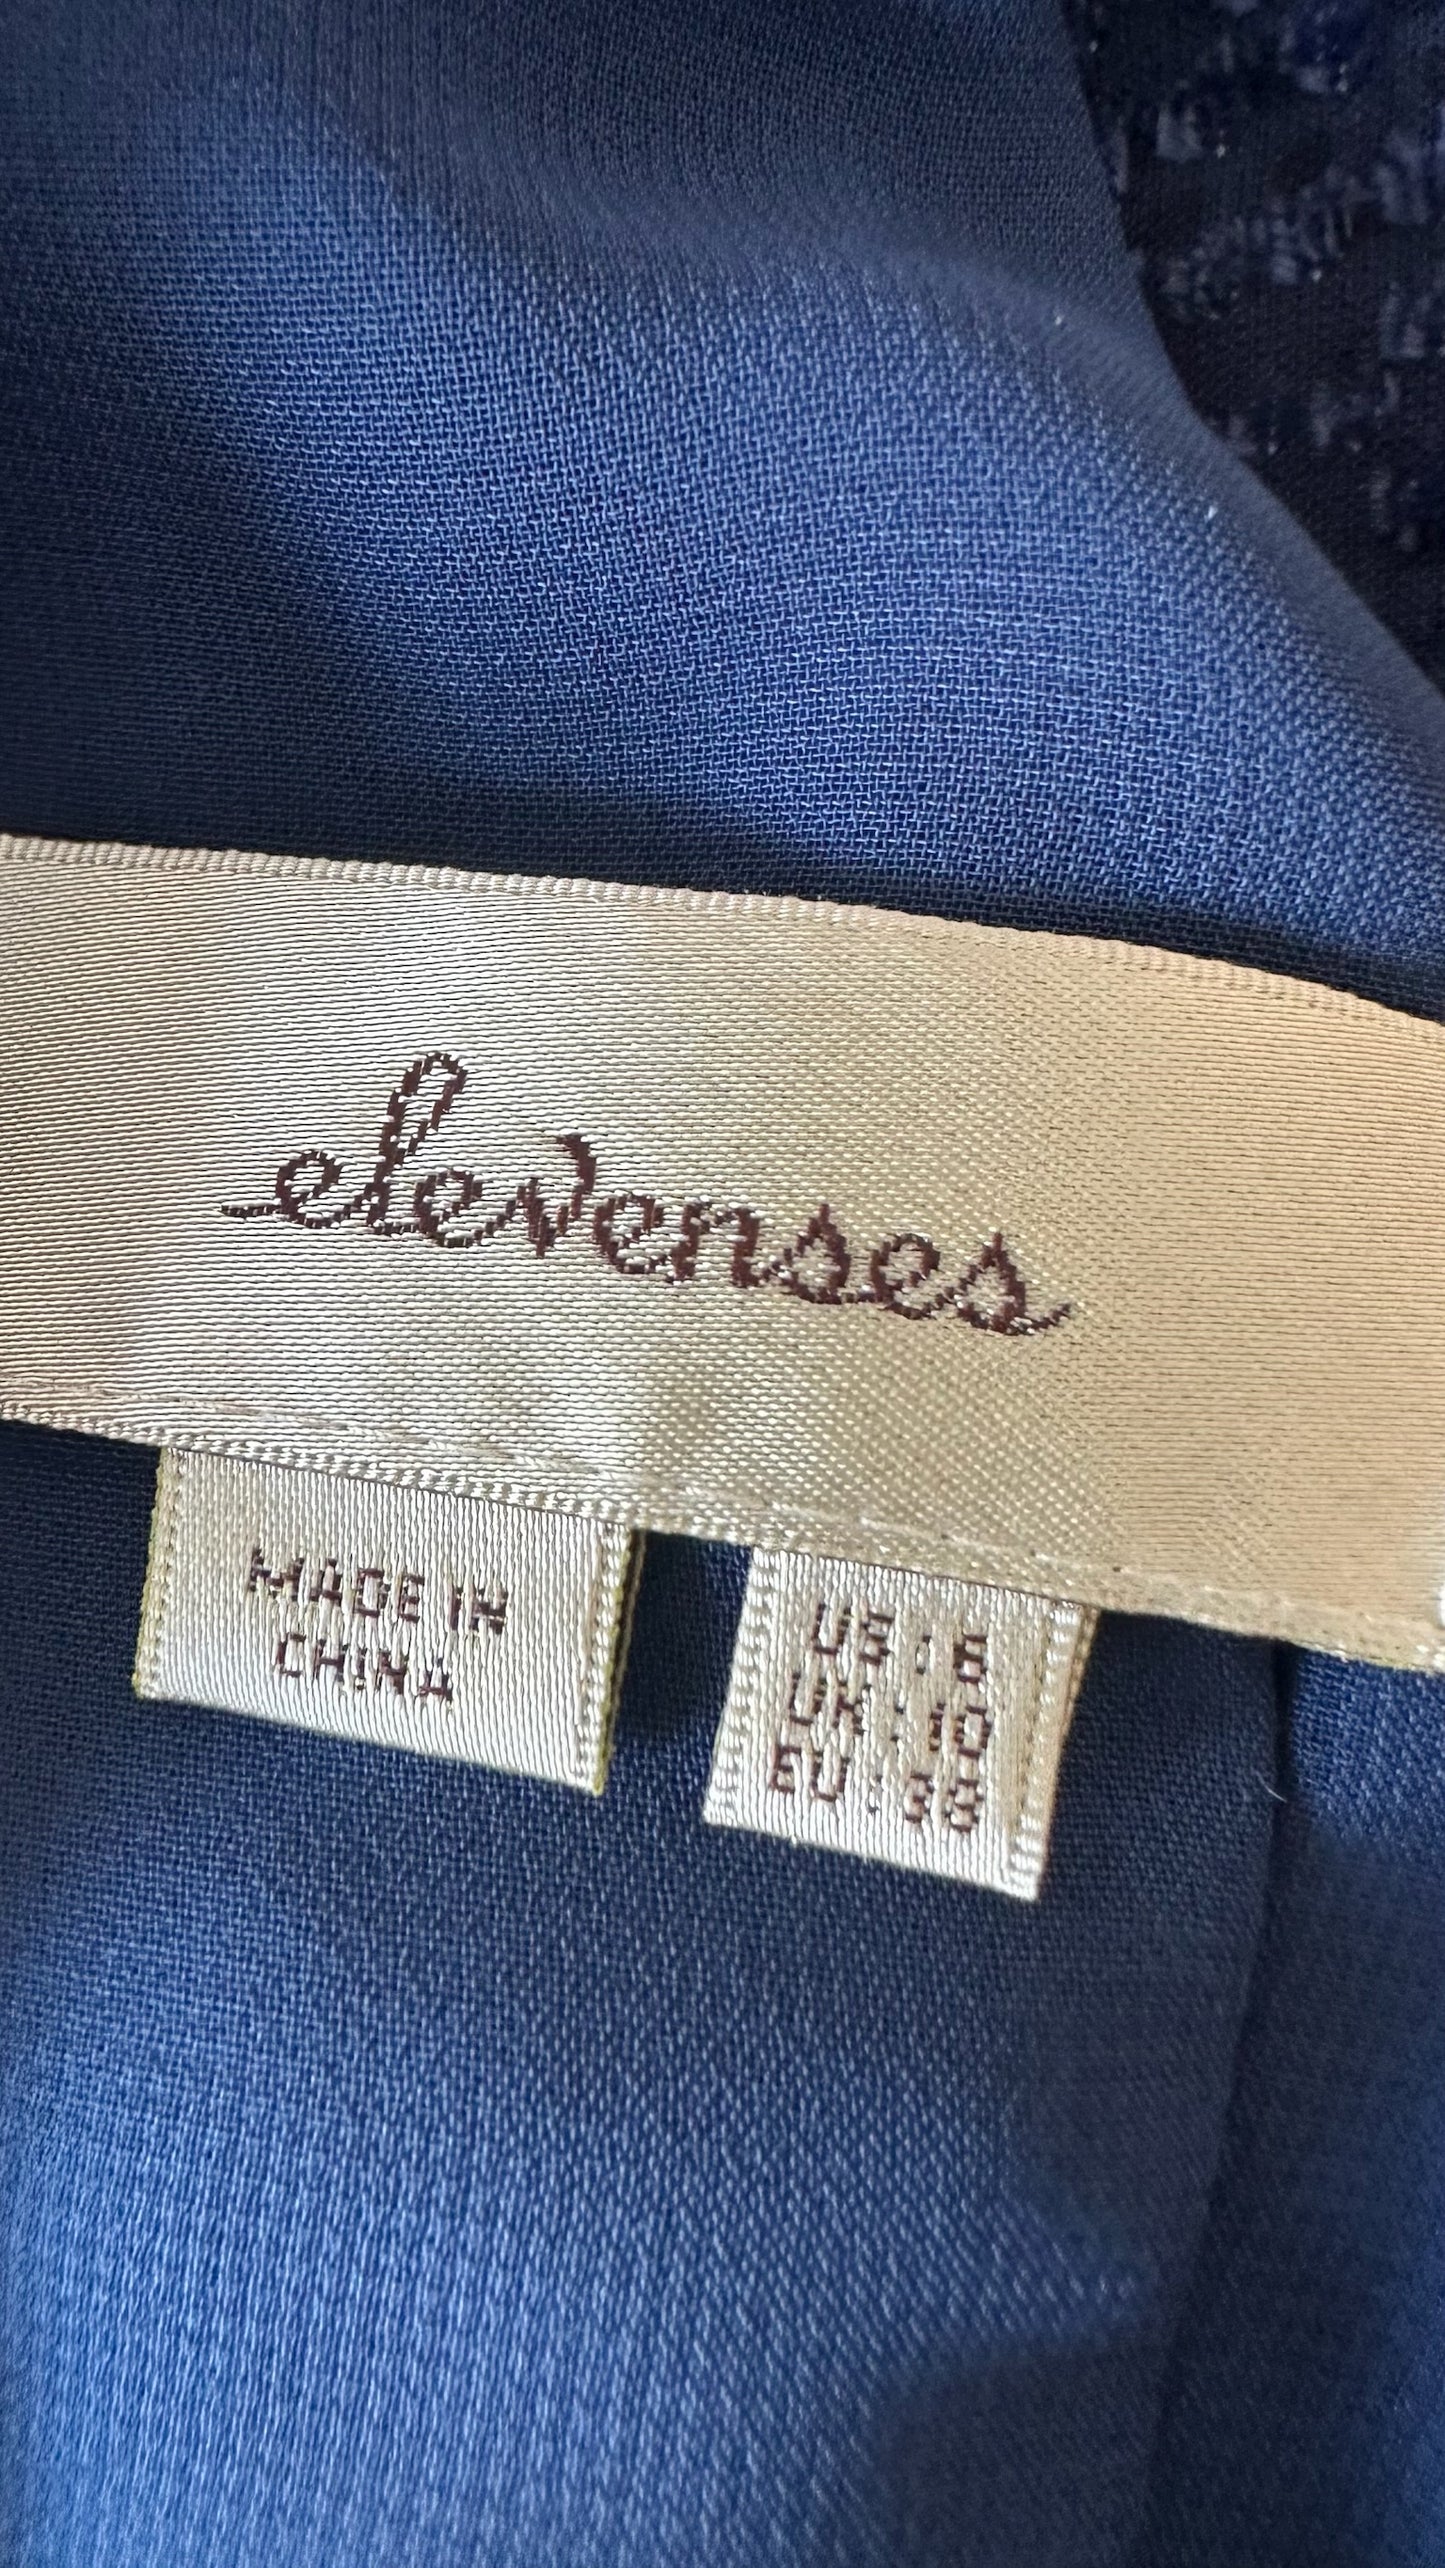 elevenses
MADE IN
CHINA
US : 6
UK : 10
EU : 38